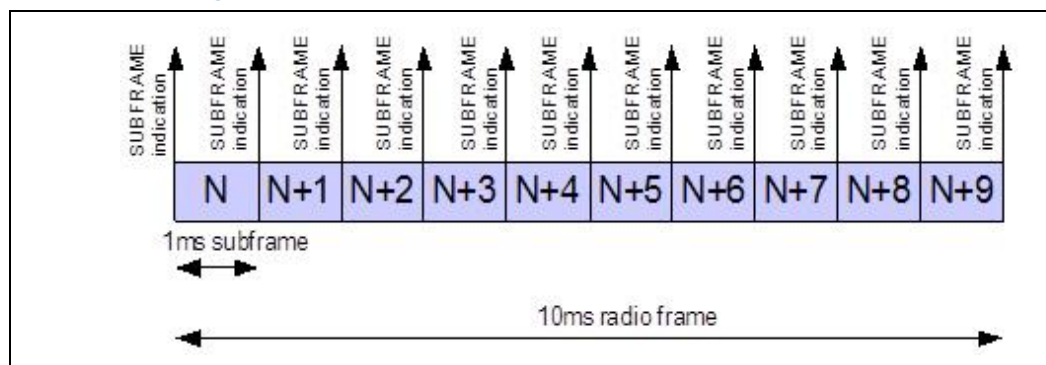 SUBFRAME
indication
SUBFRAME
indication
SUBFRAME
indication
SUBFRAME
indication
SUBFRAME
indication
SUBFRAME
indication
SUBFRAME
indication
SUBFRAME
indication
SUBFRAME
indication
SUBFRAME
indication
SUBFRAME
indication
N N+1 N+2 N+3 N+4 N+5 N+6 N+7 N+8 N+9
1ms subframe
10ms radio frame